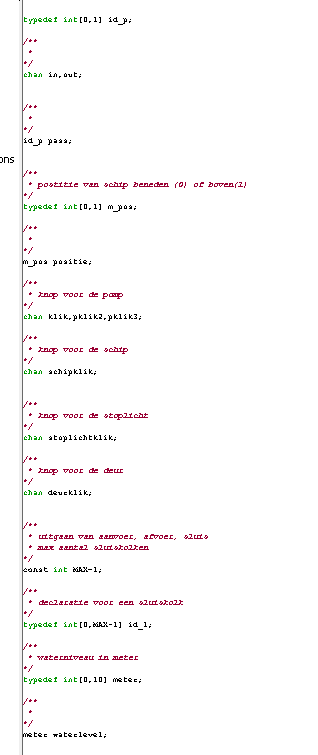 typedef int[0,1] id_p;
/**
*
*/
chan in,out;
/**
*
*/
id_p pass;
ons
/**
* postitie van schip beneden (0) of boven(1)
*/
typedef int[0,1] m_pos;
/**
*
*/
m_pos positie;
/**
* knop voor de pomp
*/
chan klik,pklik2,pklik3;
/**
* knop voor de schip
*/
chan schipklik;
/**
* knop voor de stoplicht
*/
chan stoplichtklik;
/**
* knop voor de deur
*/
chan deurklik;
/**
* uitgaan van aanvoer, afvoer, sluis
* max aantal sluiskolken
*/
const int MAX=1;
/**
* declaratie voor een sluiskolk
*/
typedef int[0,MAX-1] id_l;
/**
* waterniveau in meter
*/
typedef int[0,10] meter;
/**
*
*/
meter waterlevel;